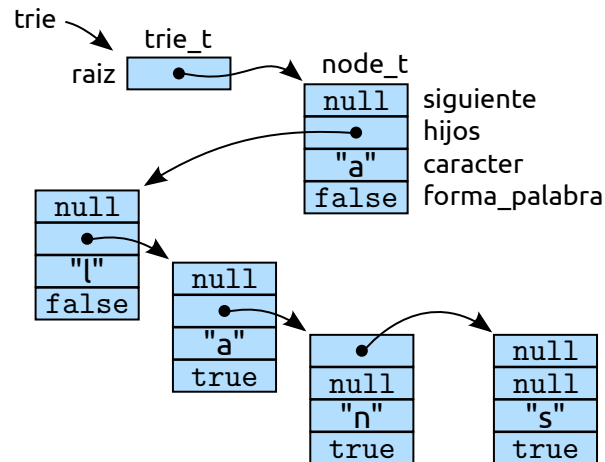 trie
trie_t
raiz
node_t
null
siguiente
hijos
"a"
caracter
false
forma_palabra
null
"l"
false
null
"a"
true
null
"n"
true
null
null
"s"
true